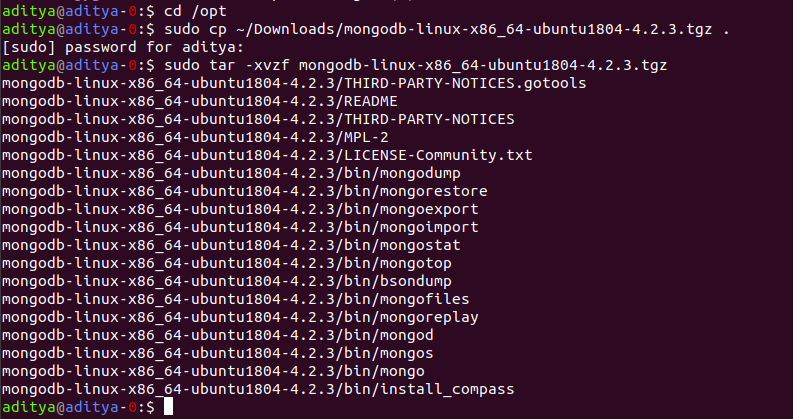 aditya@aditya-0:$ cd /opt
aditya@aditya-0:$ sudo cp ~/Downloads/mongodb-linux-x86_64-ubuntu1804-4.2.3.tgz .
[sudo] password for aditya:
aditya@aditya-0:$ sudo tar -xvzf mongodb-linux-x86_64-ubuntu1804-4.2.3.tgz
mongodb-linux-x86_64-ubuntu1804-4.2.3/THIRD-PARTY-NOTICES.gotools
mongodb-linux-x86_64-ubuntu1804-4.2.3/README
mongodb-linux-x86_64-ubuntu1804-4.2.3/THIRD-PARTY-NOTICES
mongodb-linux-x86_64-ubuntu1804-4.2.3/MPL-2
mongodb-linux-x86_64-ubuntu1804-4.2.3/LICENSE-Community.txt
mongodb-linux-x86_64-ubuntu1804-4.2.3/bin/mongodump
mongodb-linux-x86_64-ubuntu1804-4.2.3/bin/mongorestore
mongodb-linux-x86_64-ubuntu1804-4.2.3/bin/mongoexport
mongodb-linux-x86_64-ubuntu1804-4.2.3/bin/mongoimport
mongodb-linux-x86_64-ubuntu1804-4.2.3/bin/mongostat
mongodb-linux-x86_64-ubuntu1804-4.2.3/bin/mongotop
mongodb-linux-x86_64-ubuntu1804-4.2.3/bin/bsondump
mongodb-linux-x86_64-ubuntu1804-4.2.3/bin/mongofiles
mongodb-linux-x86_64-ubuntu1804-4.2.3/bin/mongoreplay
mongodb-linux-x86_64-ubuntu1804-4.2.3/bin/mongod
mongodb-linux-x86_64-ubuntu1804-4.2.3/bin/mongos
mongodb-linux-x86_64-ubuntu1804-4.2.3/bin/mongo
mongodb-linux-x86_64-ubuntu1804-4.2.3/bin/install_compass
aditya@aditya-0:$